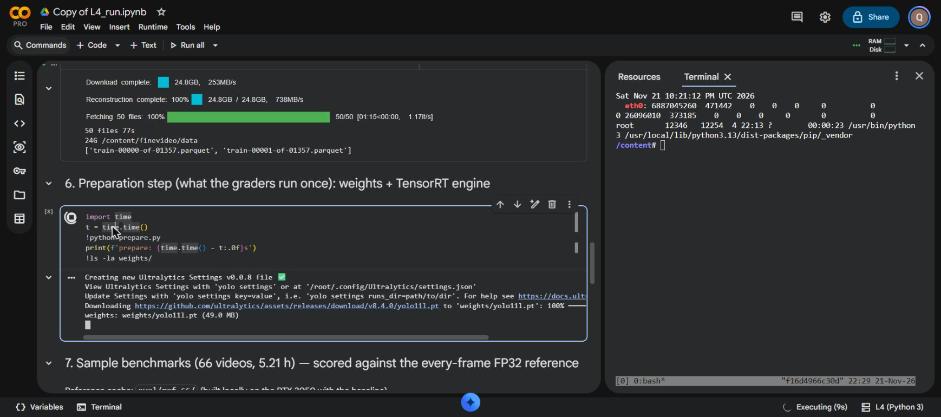 CO
PRO
Copy of L4_run.ipynb
File Edit View Insert Runtime Tools Help
Share
Q
Commands + Code + Text Run all
RAM
Disk
Download complete: 24.8GB, 253MB/s
Reconstruction complete: 100% 24.8GB / 24.8GB, 738MB/s
Fetching 50 files: 100% 50/50 [01:15<00:00, 1.17it/s]
50 files 77s
24G /content/finevideo/data
['train-00000-of-01357.parquet', 'train-00001-of-01357.parquet']
6. Preparation step (what the graders run once): weights + TensorRT engine
import time
t = time.time()
!python prepare.py
print(f'prepare: {time.time() - t:.0f}s')
!ls -la weights/
Creating new Ultralytics Settings v0.0.8 file ✅
View Ultralytics Settings with 'yolo settings' or at '/root/.config/Ultralytics/settings.json'
Update Settings with 'yolo settings key=value', i.e. 'yolo settings runs_dir=path/to/dir'. For help see https://docs.ult
Downloading https://github.com/ultralytics/assets/releases/download/v8.4.0/yolo11l.pt to 'weights/yolo11l.pt': 100%
weights: weights/yolo11l.pt (49.0 MB)
7. Sample benchmarks (66 videos, 5.21 h) — scored against the every-frame FP32 reference
Variables Terminal
Resources Terminal
Sat Nov 21 10:21:12 PM UTC 2026
eth0: 6887045260 471442 0 0 0 0 0
0 26096010 373185 0 0 0 0 0 0
root 12346 12254 4 22:13 ? 00:00:23 /usr/bin/python
3 /usr/local/lib/python3.13/dist-packages/pip/_vendor
/content#
[0] 0:bash* "f16d4966c30d" 22:29 21-Nov-26
Executing (9s) L4 (Python 3)